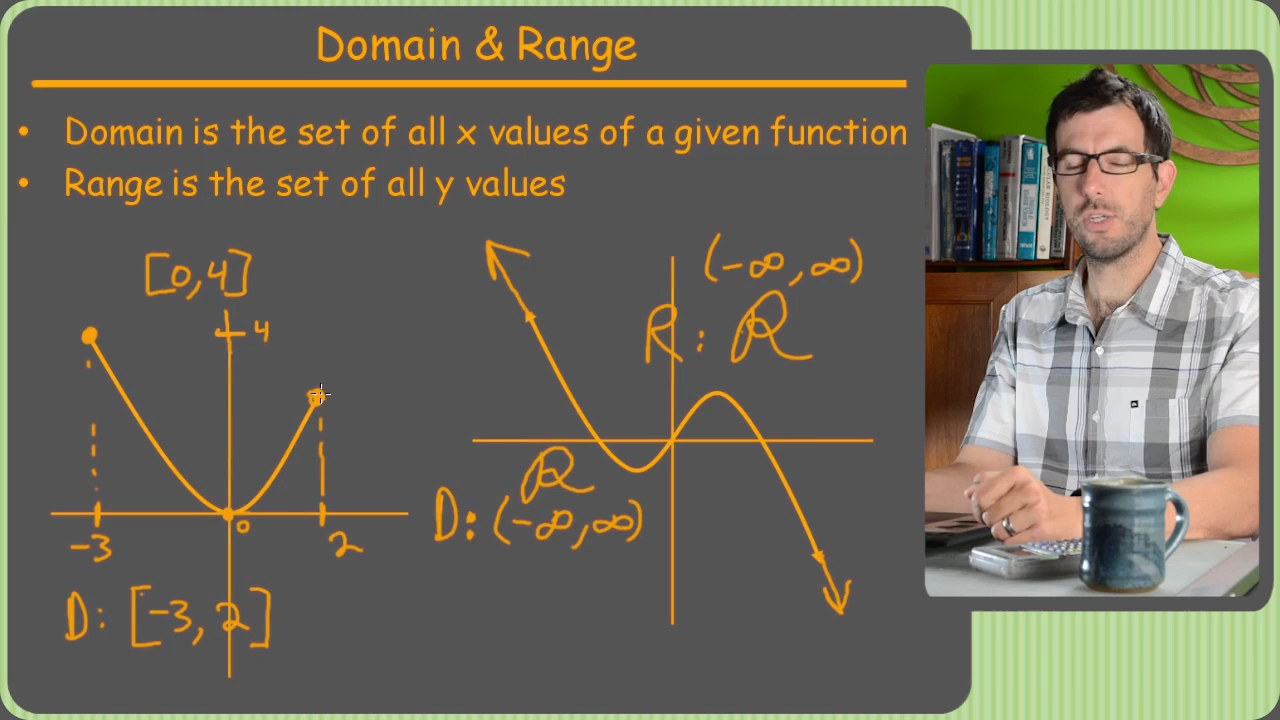 Domain & Range
• Domain is the set of all x values of a given function
• Range is the set of all y values
[0,4]
4
-3
0
2
D: [-3, 2]
(-∞, ∞)
R: ℝ
ℝ
D: (-∞, ∞)